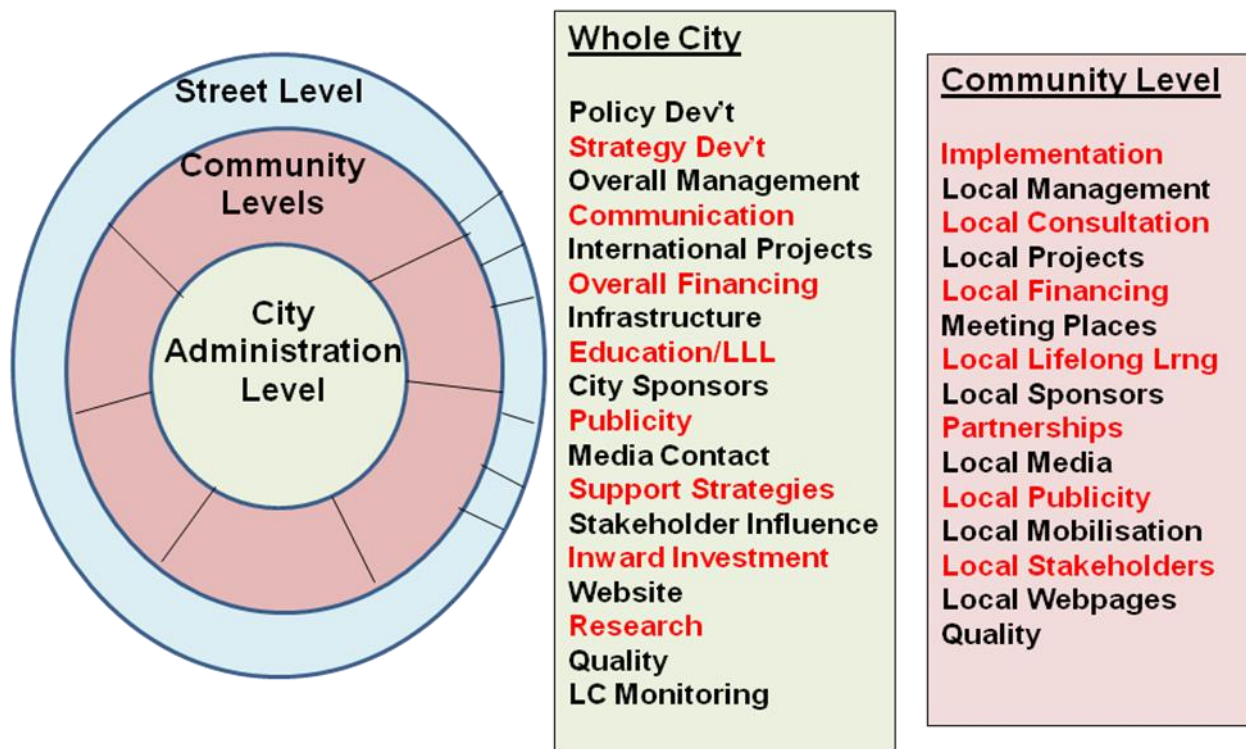 Street Level
Community
Levels
City
Administration
Level
Whole City
Policy Dev't
Strategy Dev't
Overall Management
Communication
International Projects
Overall Financing
Infrastructure
Education/LLL
City Sponsors
Publicity
Media Contact
Support Strategies
Stakeholder Influence
Inward Investment
Website
Research
Quality
LC Monitoring
Community Level
Implementation
Local Management
Local Consultation
Local Projects
Local Financing
Meeting Places
Local Lifelong Lrng
Local Sponsors
Partnerships
Local Media
Local Publicity
Local Mobilisation
Local Stakeholders
Local Webpages
Quality